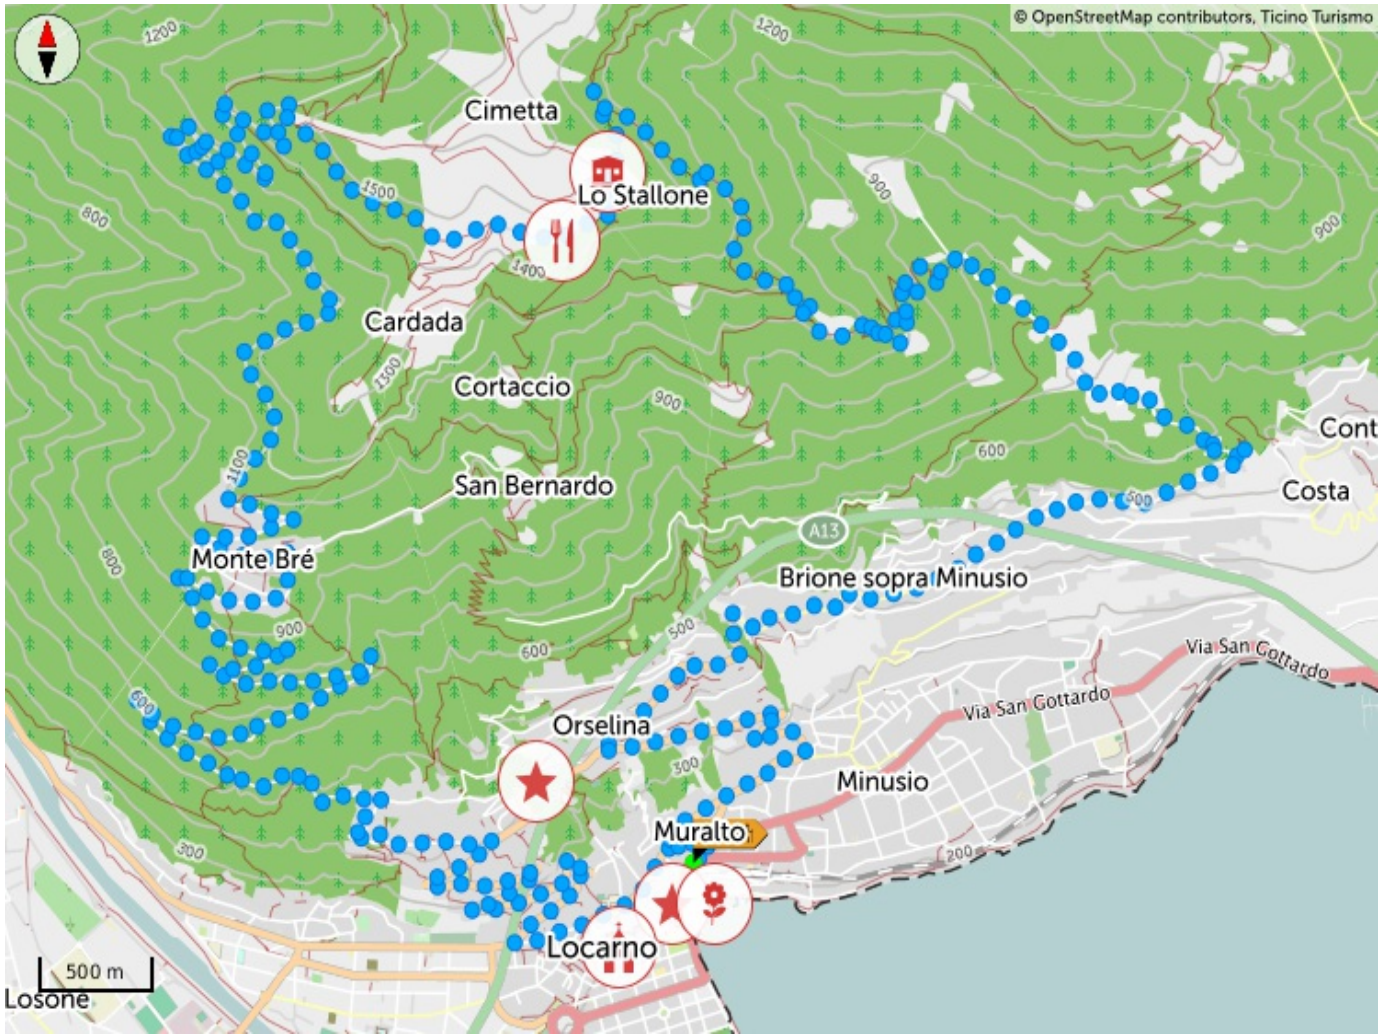 © OpenStreetMap contributors, Ticino Turismo
1200
1200
Cimetta
1500
900
Lo Stallone
800
900
1400
Cardada
1300
Cortaccio
900
Cont
600
1100
San Bernardo
Costa
500
A13
800
Monte Bré
Brione sopra Minusio
900
500
600
Via San Gottardo
600
Via San Gottardo
Orselina
300
Minusio
Muralto
300
200
Locarno
500 m
Losone